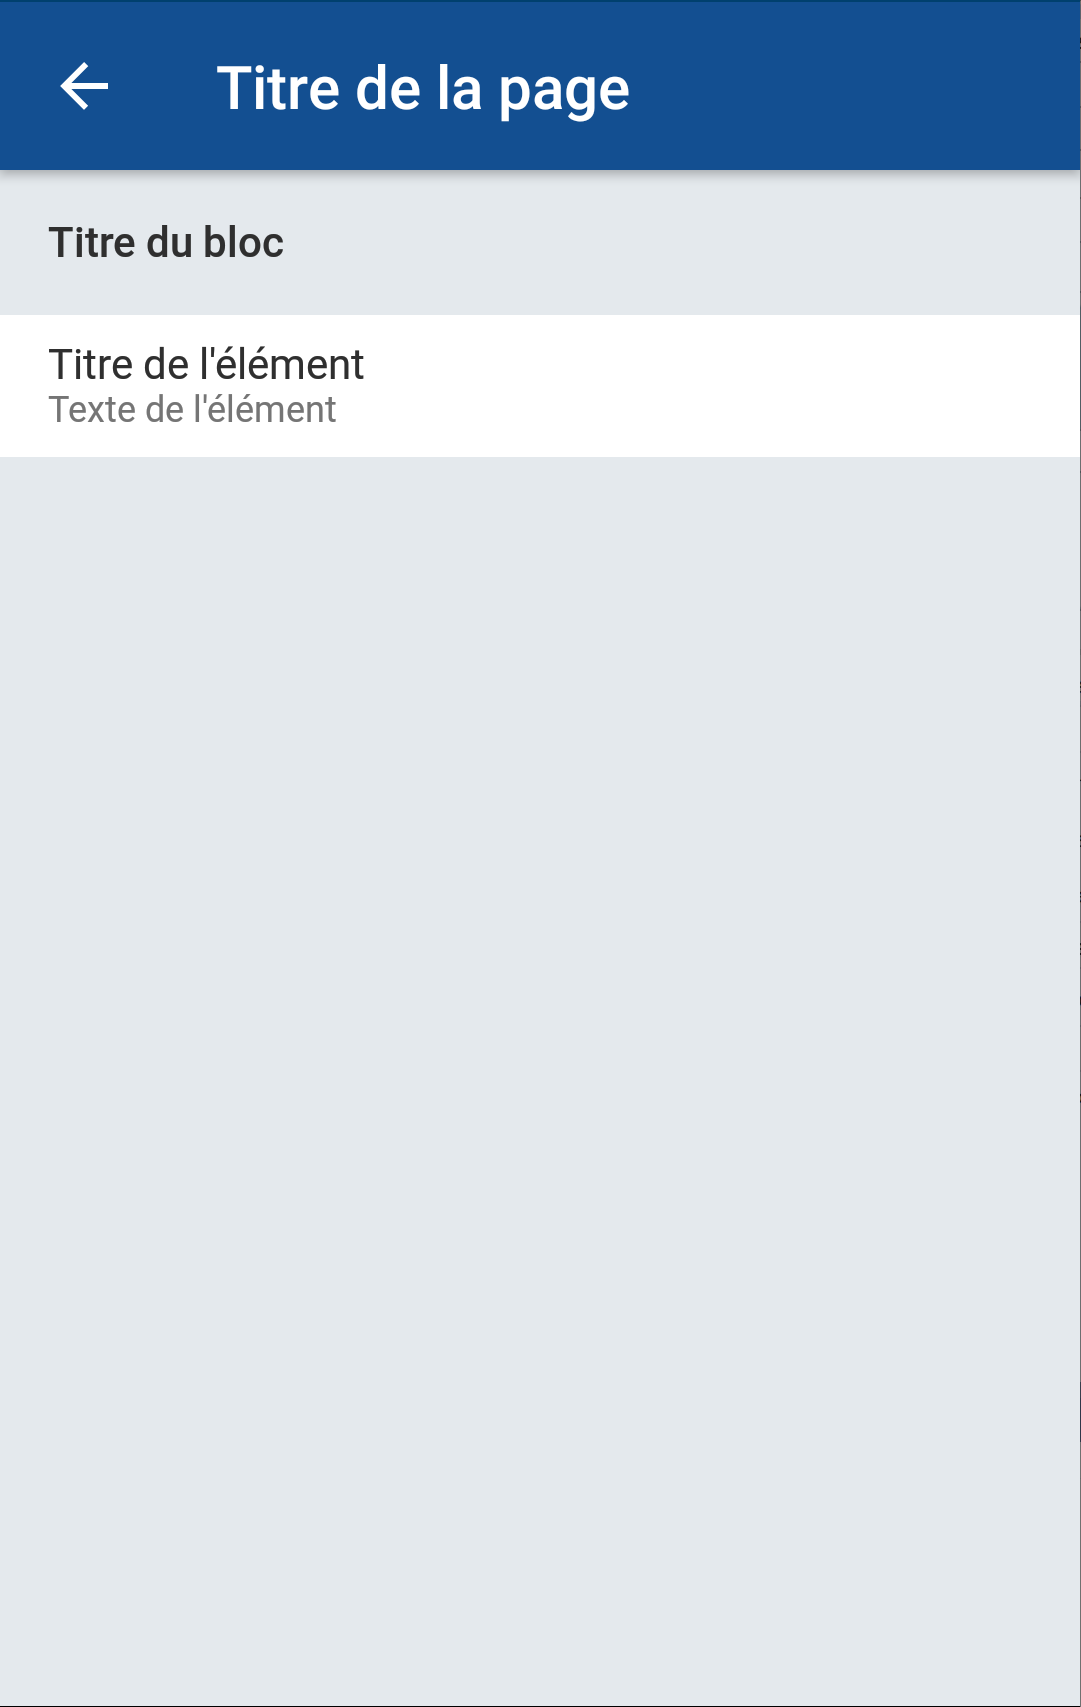 Titre de la page
Titre du bloc
Titre de l'élément
Texte de l'élément